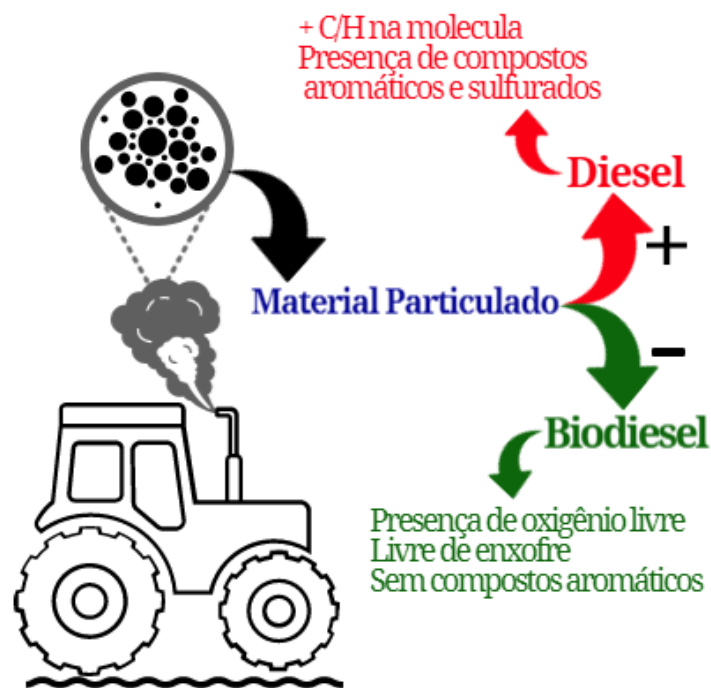 + C/H na molecula
Presença de compostos
aromáticos e sulfurados
Diesel
+
Material Particulado
-
Biodiesel
Presença de oxigênio livre
Livre de enxofre
Sem compostos aromáticos